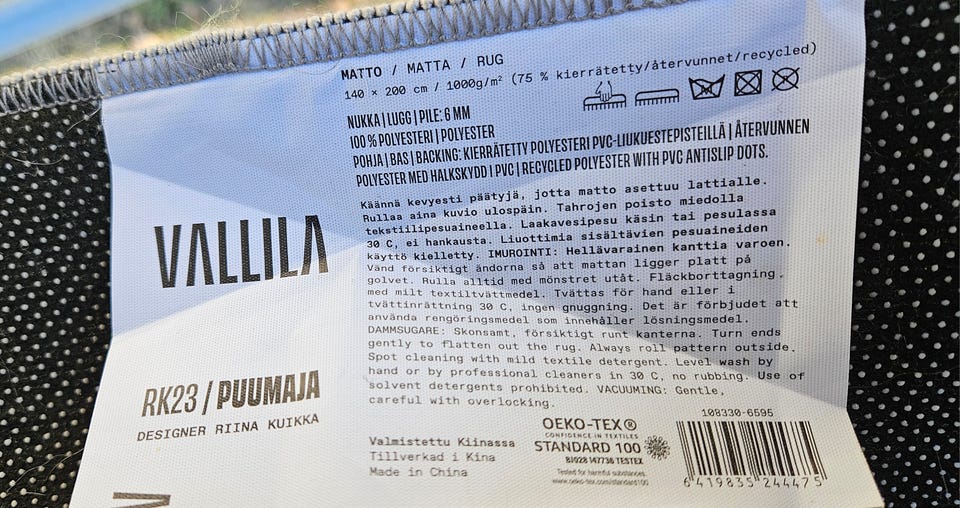 MATTO / MATTA / RUG
140 × 200 cm / 1000g/m² (75 % kierrätetty/återvunnet/recycled)
NUKKA | LUGG | PILE: 6 MM
100 % POLYESTERI | POLYESTER
POHJA | BAS | BACKING: KIERRÄTETTY POLYESTERI PVC-LIUKUESTEPISTEILLÄ | ÅTERVUNNEN
POLYESTER MED HALKSKYDD I PVC | RECYCLED POLYESTER WITH PVC ANTISLIP DOTS.
Käännä kevyesti päätyjä, jotta matto asettuu lattialle.
Rullaa aina kuvio ulospäin. Tahrojen poisto miedolla
tekstiilipesuaineella. Laakavesipesu käsin tai pesulassa
30 C, ei hankausta. Liuottimia sisältävien pesuaineiden
käyttö kielletty. IMUROINTI: Hellävarainen kanttia varoen.
Vänd försiktigt ändorna så att mattan ligger platt på
golvet. Rulla alltid med mönstret utåt. Fläckborttagning
med milt textiltvättmedel. Tvättas för hand eller i
tvättinrättning 30 C, ingen gnuggning. Det är förbjudet att
använda rengöringsmedel som innehåller lösningsmedel.
DAMMSUGARE: Skonsamt, försiktigt runt kanterna. Turn ends
gently to flatten out the rug. Always roll pattern outside.
Spot cleaning with mild textile detergent. Level wash by
hand or by professional cleaners in 30 C, no rubbing. Use of
solvent detergents prohibited. VACUUMING: Gentle,
careful with overlocking.
VALLILA
RK23 / PUUMAJA
DESIGNER RIINA KUIKKA
Valmistettu Kiinassa
Tillverkad i Kina
Made in China
OEKO-TEX®
CONFIDENCE IN TEXTILES
STANDARD 100
BJ028 147736 TESTEX
Tested for harmful substances.
www.oeko-tex.com/standard100
108330-6595
6 419835 244475